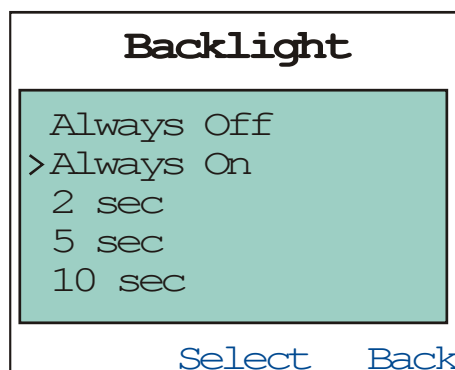 Backlight
Always Off
>Always On
2 sec
5 sec
10 sec
Select Back